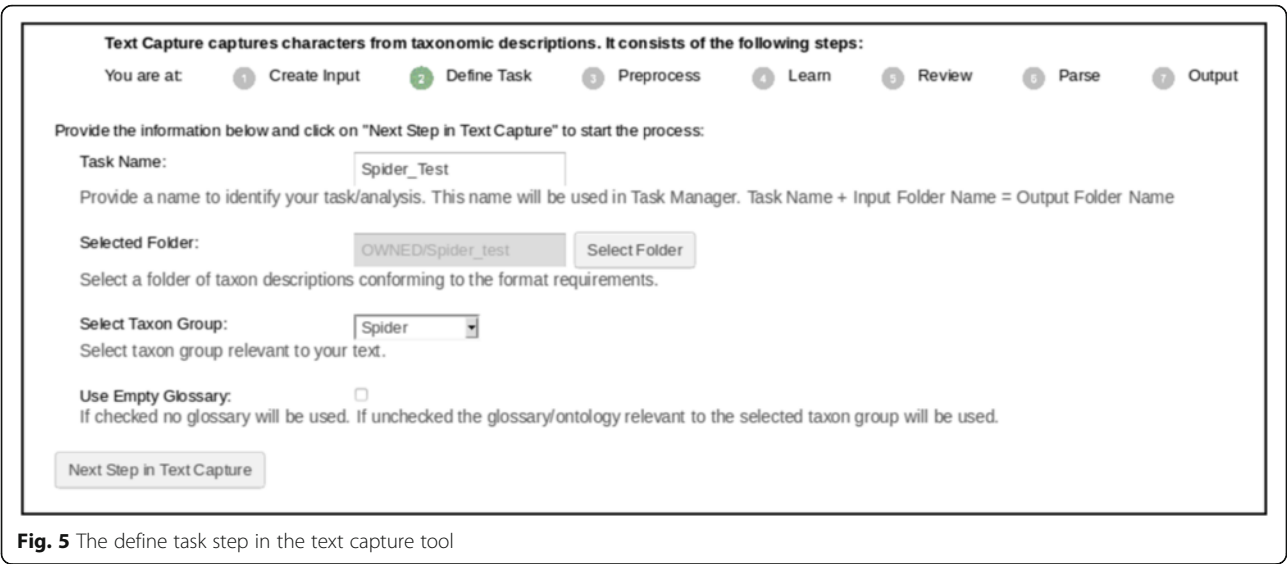 Text Capture captures characters from taxonomic descriptions. It consists of the following steps:
You are at: 1 Create Input 2 Define Task 3 Preprocess 4 Learn 5 Review 6 Parse 7 Output
Provide the information below and click on "Next Step in Text Capture" to start the process:
Task Name: Spider_Test
Provide a name to identify your task/analysis. This name will be used in Task Manager. Task Name + Input Folder Name = Output Folder Name
Selected Folder: OWNED/Spider_test Select Folder
Select a folder of taxon descriptions conforming to the format requirements.
Select Taxon Group: Spider
Select taxon group relevant to your text.
Use Empty Glossary:
If checked no glossary will be used. If unchecked the glossary/ontology relevant to the selected taxon group will be used.
Next Step in Text Capture
Fig. 5 The define task step in the text capture tool